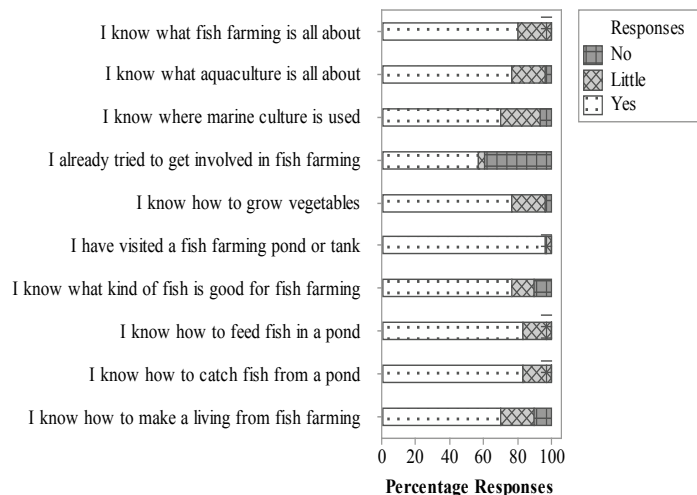 I know what fish farming is all about
I know what aquaculture is all about
I know where marine culture is used
I already tried to get involved in fish farming
I know how to grow vegetables
I have visited a fish farming pond or tank
I know what kind of fish is good for fish farming
I know how to feed fish in a pond
I know how to catch fish from a pond
I know how to make a living from fish farming
0 20 40 60 80 100
Percentage Responses
Responses
No
Little
Yes